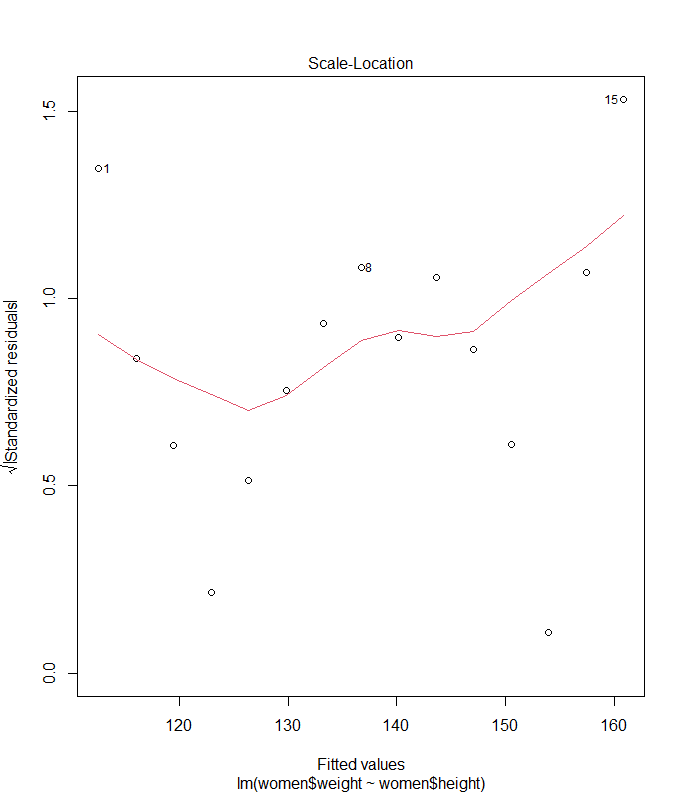 Scale-Location
√|Standardized residuals|
1.5
1.0
0.5
0.0
1
8
15
120 130 140 150 160
Fitted values
lm(women$weight ~ women$height)